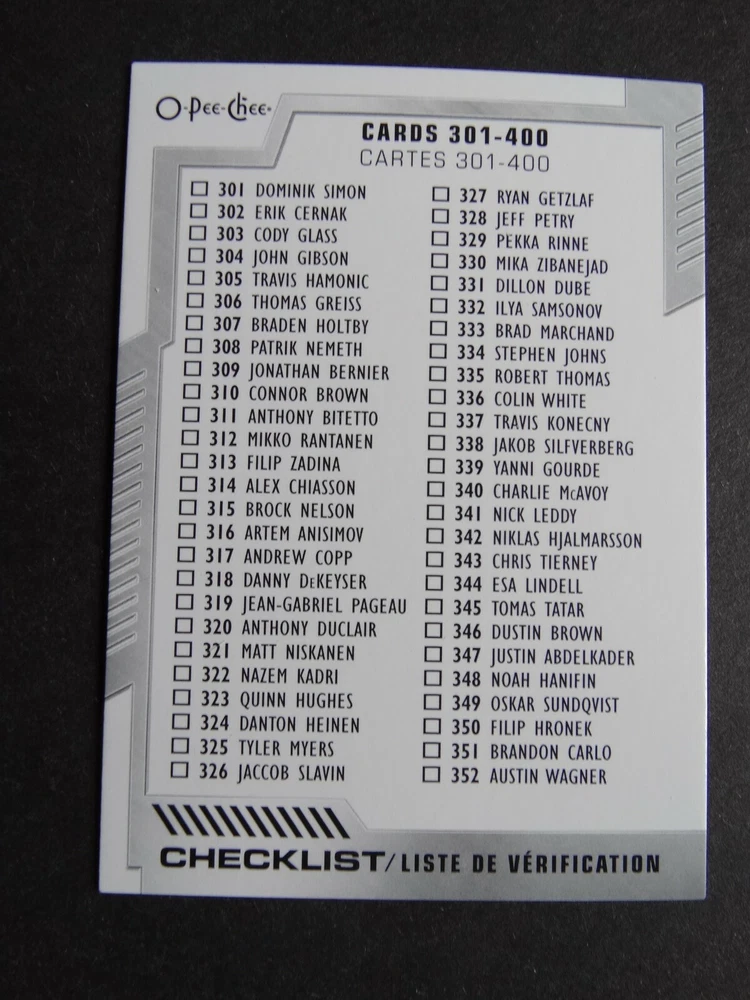 O-Pee-Chee
CARDS 301-400
CARTES 301-400
301 DOMINIK SIMON
302 ERIK CERNAK
303 CODY GLASS
304 JOHN GIBSON
305 TRAVIS HAMONIC
306 THOMAS GREISS
307 BRADEN HOLTBY
308 PATRIK NEMETH
309 JONATHAN BERNIER
310 CONNOR BROWN
311 ANTHONY BITETTO
312 MIKKO RANTANEN
313 FILIP ZADINA
314 ALEX CHIASSON
315 BROCK NELSON
316 ARTEM ANISIMOV
317 ANDREW COPP
318 DANNY DEKEYSER
319 JEAN-GABRIEL PAGEAU
320 ANTHONY DUCLAIR
321 MATT NISKANEN
322 NAZEM KADRI
323 QUINN HUGHES
324 DANTON HEINEN
325 TYLER MYERS
326 JACCOB SLAVIN
327 RYAN GETZLAF
328 JEFF PETRY
329 PEKKA RINNE
330 MIKA ZIBANEJAD
331 DILLON DUBE
332 ILYA SAMSONOV
333 BRAD MARCHAND
334 STEPHEN JOHNS
335 ROBERT THOMAS
336 COLIN WHITE
337 TRAVIS KONECNY
338 JAKOB SILFVERBERG
339 YANNI GOURDE
340 CHARLIE McAVOY
341 NICK LEDDY
342 NIKLAS HJALMARSSON
343 CHRIS TIERNEY
344 ESA LINDELL
345 TOMAS TATAR
346 DUSTIN BROWN
347 JUSTIN ABDELKADER
348 NOAH HANIFIN
349 OSKAR SUNDQVIST
350 FILIP HRONEK
351 BRANDON CARLO
352 AUSTIN WAGNER
CHECKLIST/LISTE DE VÉRIFICATION